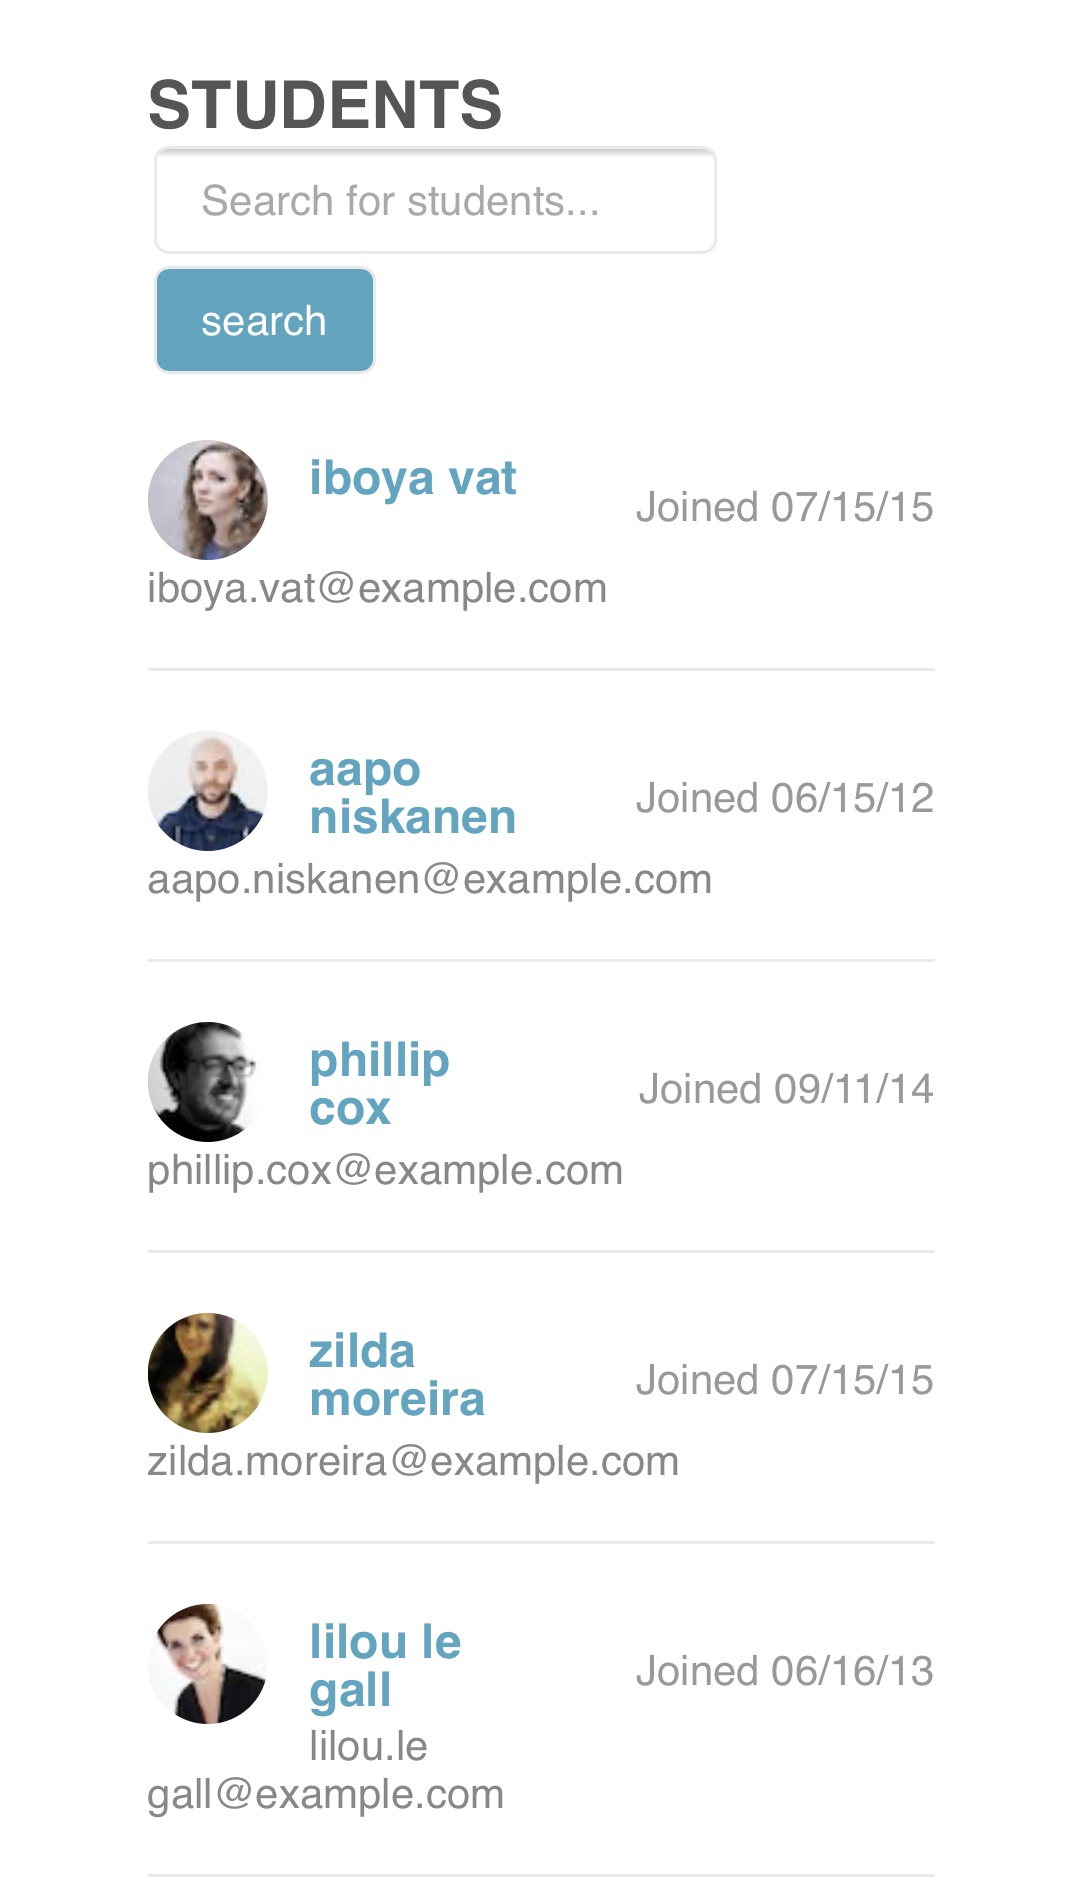 STUDENTS
Search for students...
search
iboya vat
Joined 07/15/15
iboya.vat@example.com
aapo
niskanen
Joined 06/15/12
aapo.niskanen@example.com
phillip
cox
Joined 09/11/14
phillip.cox@example.com
zilda
moreira
Joined 07/15/15
zilda.moreira@example.com
lilou le
gall
Joined 06/16/13
lilou.le
gall@example.com